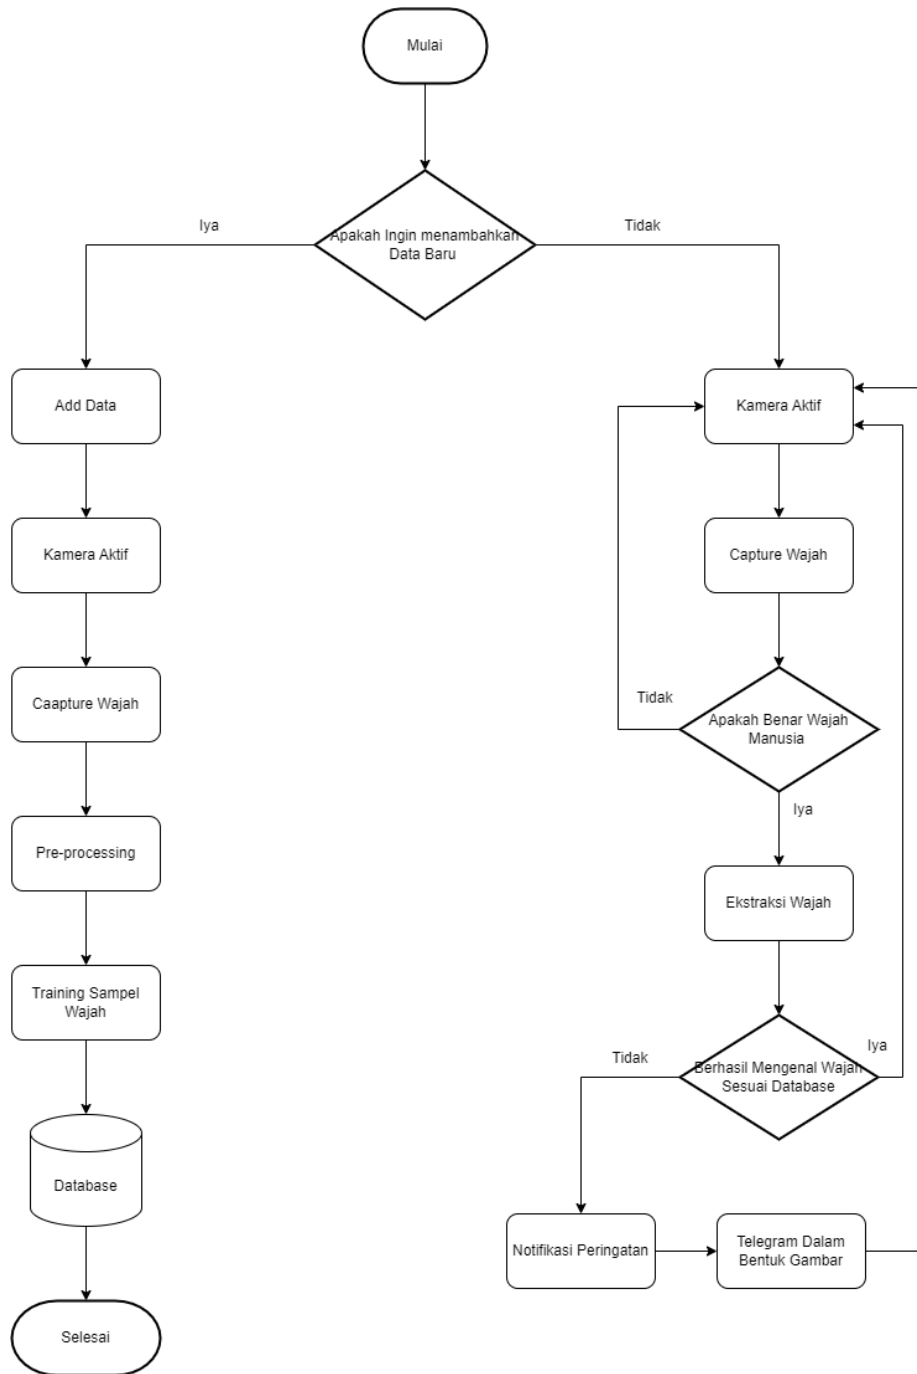 Mulai
Iya
Apakah Ingin menambahkan
Data Baru
Tidak
Add Data
Kamera Aktif
Caapture Wajah
Pre-processing
Training Sampel
Wajah
Database
Selesai
Kamera Aktif
Capture Wajah
Tidak
Apakah Benar Wajah
Manusia
Iya
Ekstraksi Wajah
Tidak
Berhasil Mengenal Wajah
Sesuai Database
Iya
Notifikasi Peringatan
Telegram Dalam
Bentuk Gambar